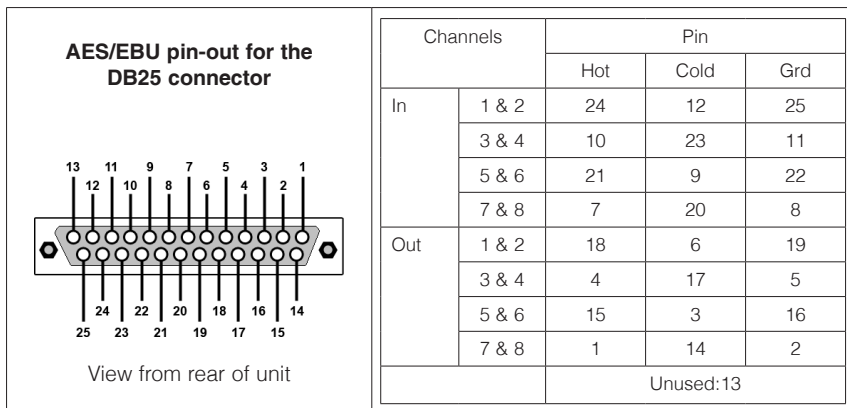 AES/EBU pin-out for the
DB25 connector
13 11 9 7 5 3 1
12 10 8 6 4 2
24 22 20 18 16 14
25 23 21 19 17 15
View from rear of unit
Channels Pin
Hot Cold Grd
In 1 & 2 24 12 25
3 & 4 10 23 11
5 & 6 21 9 22
7 & 8 7 20 8
Out 1 & 2 18 6 19
3 & 4 4 17 5
5 & 6 15 3 16
7 & 8 1 14 2
Unused:13